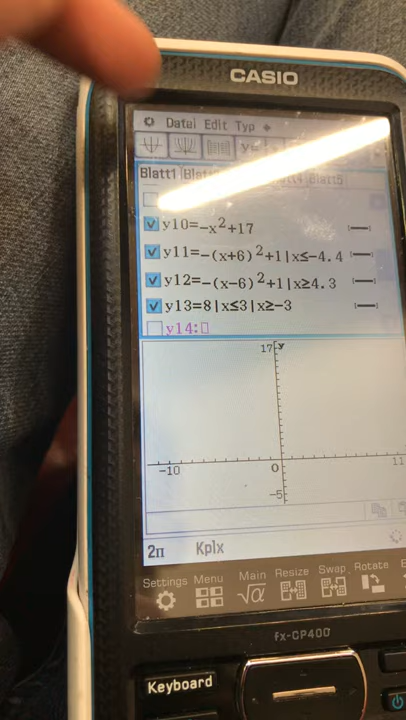 CASIO
Datei Edit Typ
Blatt1 Blatt4 Blatt5
y10=-x²+17
y11=-(x+6)²+1|x≤-4.4
y12=-(x-6)²+1|x≥4.3
y13=8|x≤3|x≥-3
y14:
17 y
-10 0 11
-5
2π Kplx
Settings Menu Main Resize Swap Rotate
fx-CP400
Keyboard